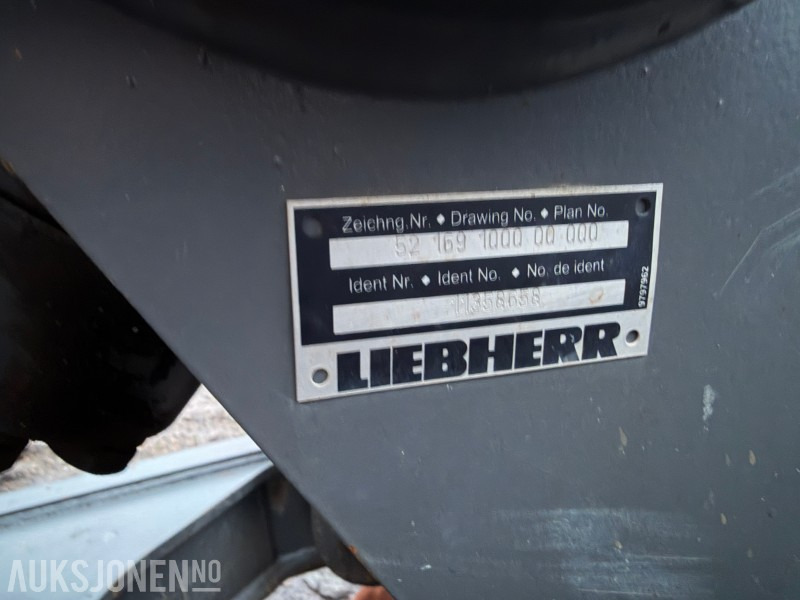 Zeichng.Nr. ◆ Drawing No. ◆ Plan No.
52 169 1000 00 000
Ident Nr. ◆ Ident No. ◆ No. de ident
11358658
9797962
LIEBHERR
AUKSJONEN.NO